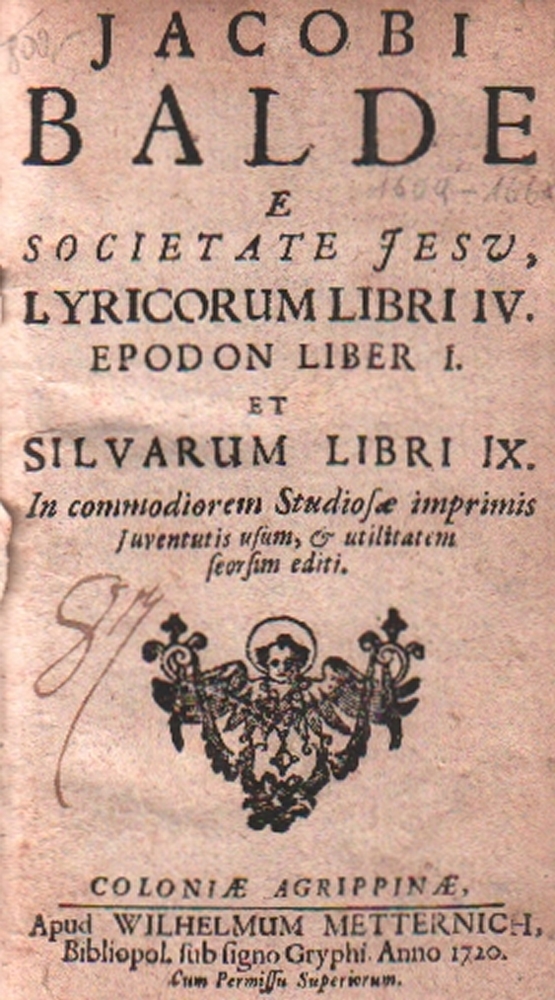 JACOBI
BALDE
E
SOCIETATE JESU,
LYRICORUM LIBRI IV.
EPODON LIBER I.
ET
SILVARUM LIBRI IX.
In commodiorem Studioſæ imprimis
Juventutis uſum, & utilitatem
ſeorſim editi.
COLONIÆ AGRIPPINÆ,
Apud WILHELMUM METTERNICH,
Bibliopol. ſub ſigno Gryphi. Anno 1720.
Cum Permiſſu Superiorum.